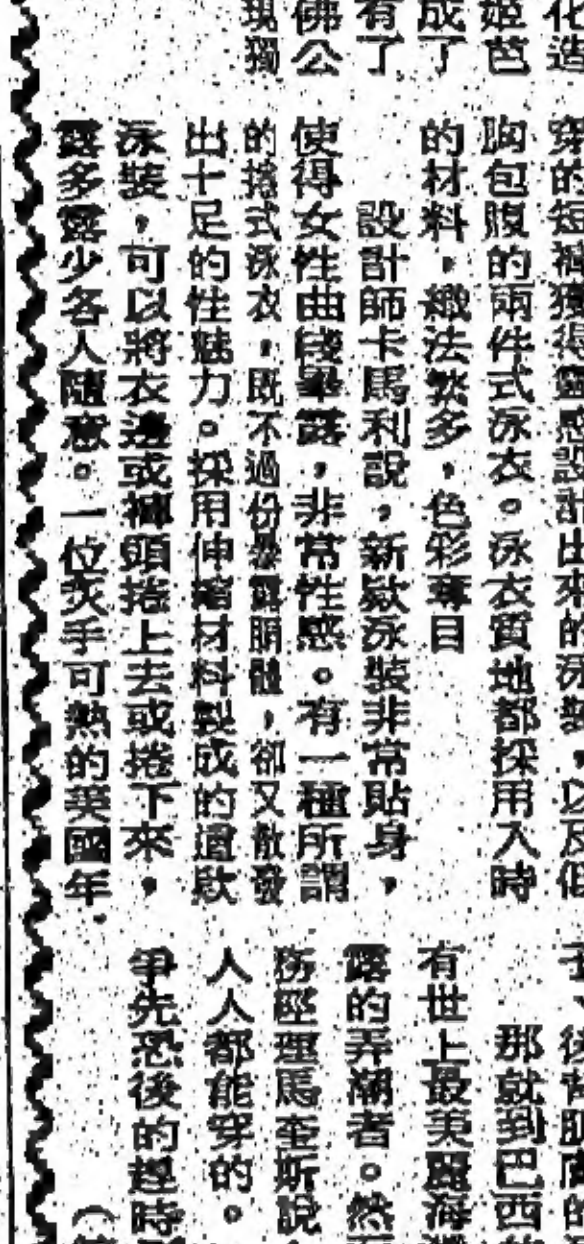 化造
姬芭
成了
有了
佛公
現獨
穿的短褲獲得靈感設計出來的泳裝，以及低
胸包腹的兩件式泳衣。泳衣質地都採用入時
的材料，織法繁多，色彩奪目
設計師卡馬利說，新款泳裝非常貼身，
使得女性曲綫畢露，非常性感。有一種所謂
的捲式泳衣，既不過份暴露胴體，卻又散發
出十足的性魅力。採用伸縮材料製成的這款
泳裝，可以將衣邊或褲頭捲上去或捲下來，
露多露少各人隨意。一位炙手可熱的美國年
後背
那就到巴西
有世上最美麗海灘
露的弄潮者。然
理馬奎斯說
人人都能穿的。
爭先恐後的趕時